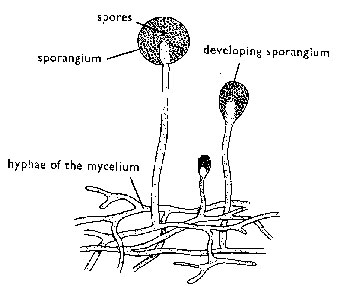 spores
sporangium
developing sporangium
hyphae of the mycelium